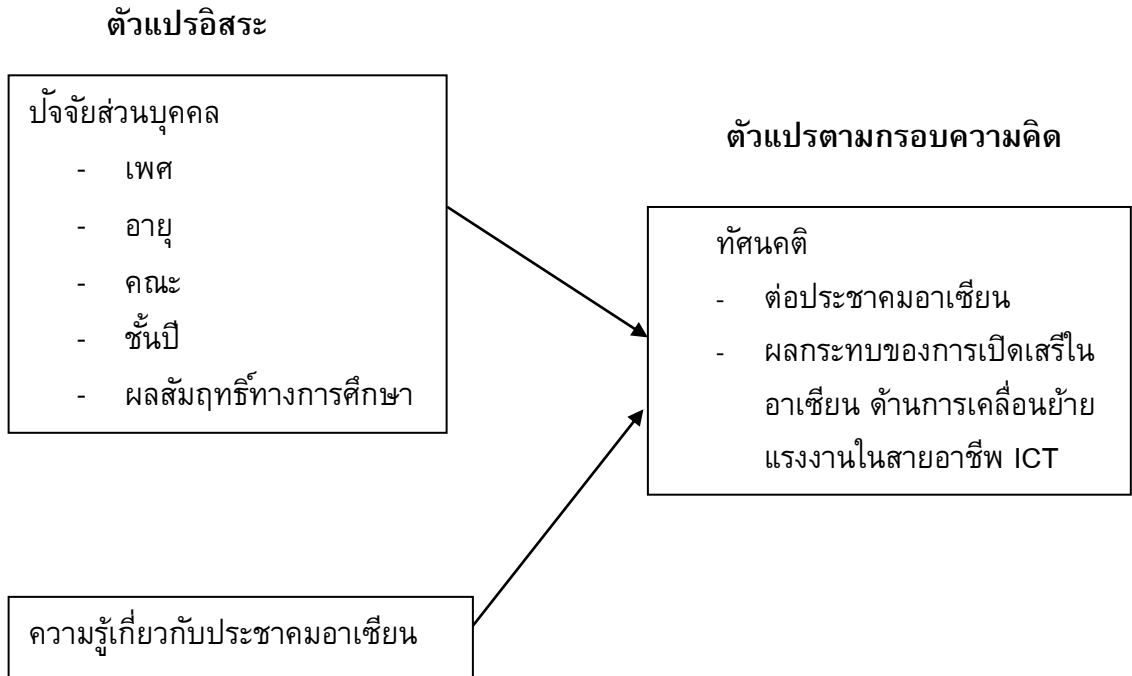 ตัวแปรอิสระ
ปัจจัยส่วนบุคคล
- เพศ
- อายุ
- คณะ
- ชั้นปี
- ผลสัมฤทธิ์ทางการศึกษา
ตัวแปรตามกรอบความคิด
ทัศนคติ
- ต่อประชาคมอาเซียน
- ผลกระทบของการเปิดเสรีใน
อาเซียน ด้านการเคลื่อนย้าย
แรงงานในสายอาชีพ ICT
ความรู้เกี่ยวกับประชาคมอาเซียน